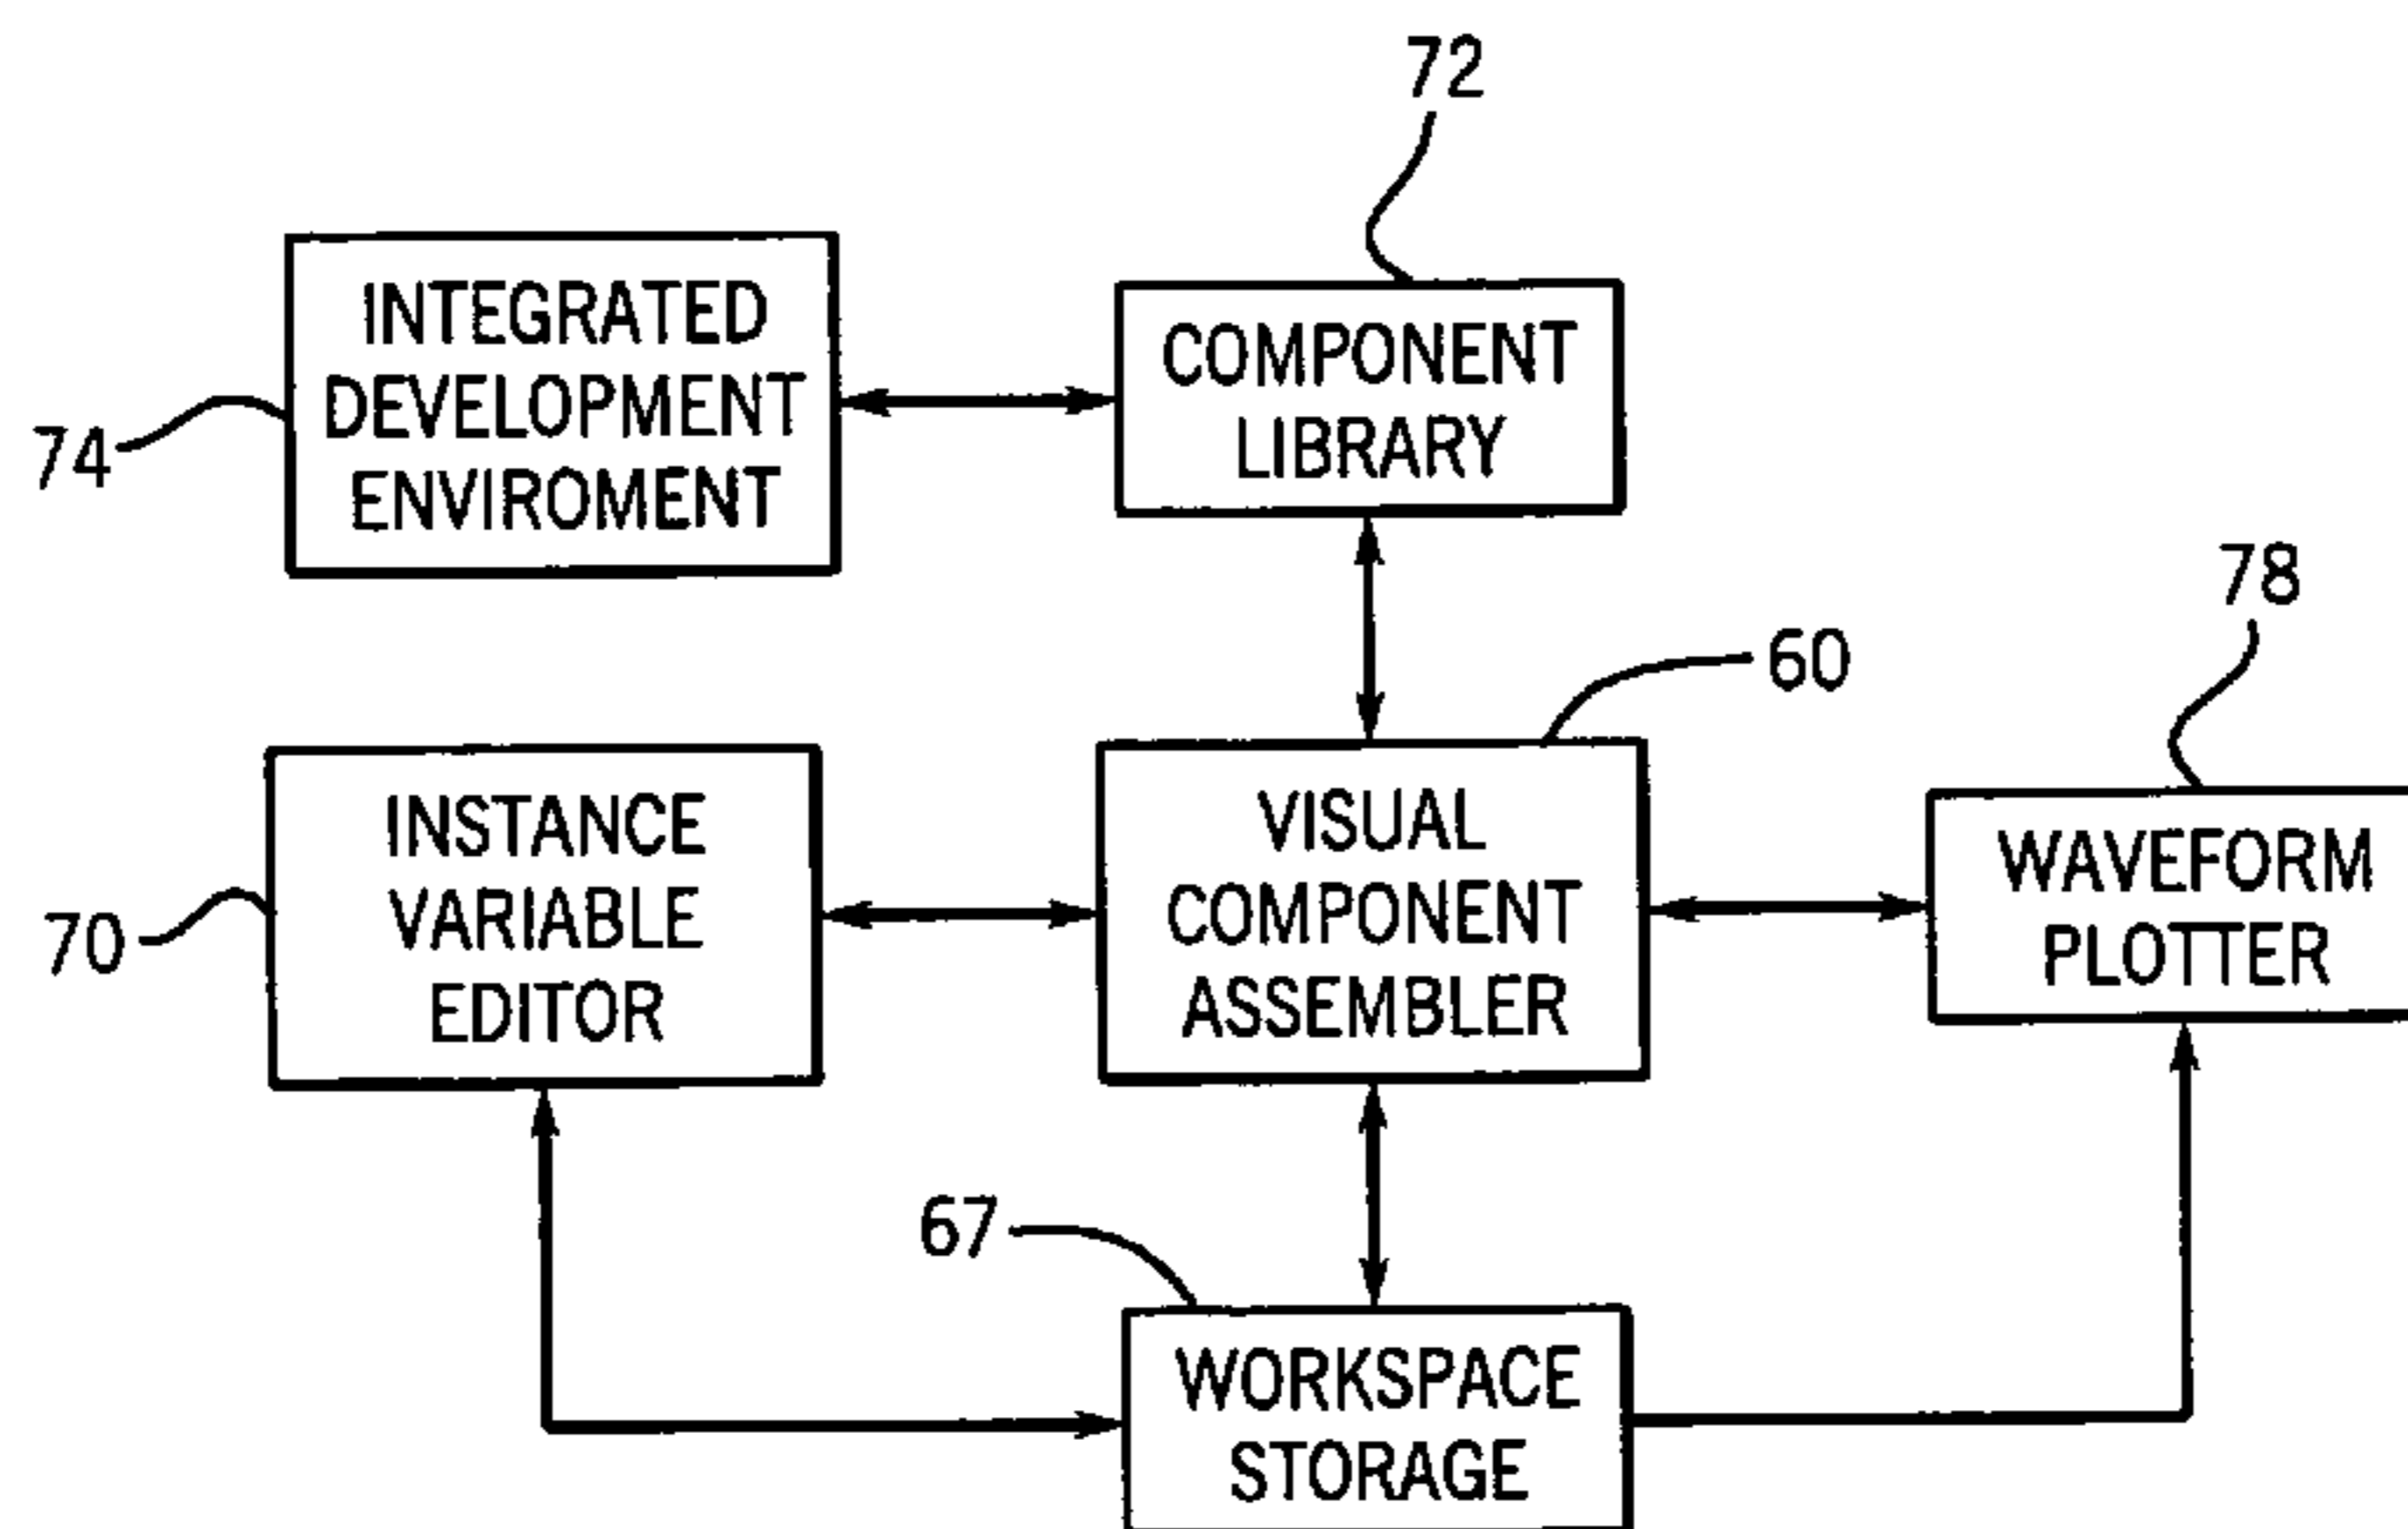 72
INTEGRATED
DEVELOPMENT
ENVIROMENT
74
COMPONENT
LIBRARY
78
60
INSTANCE
VARIABLE
EDITOR
70
VISUAL
COMPONENT
ASSEMBLER
WAVEFORM
PLOTTER
67
WORKSPACE
STORAGE